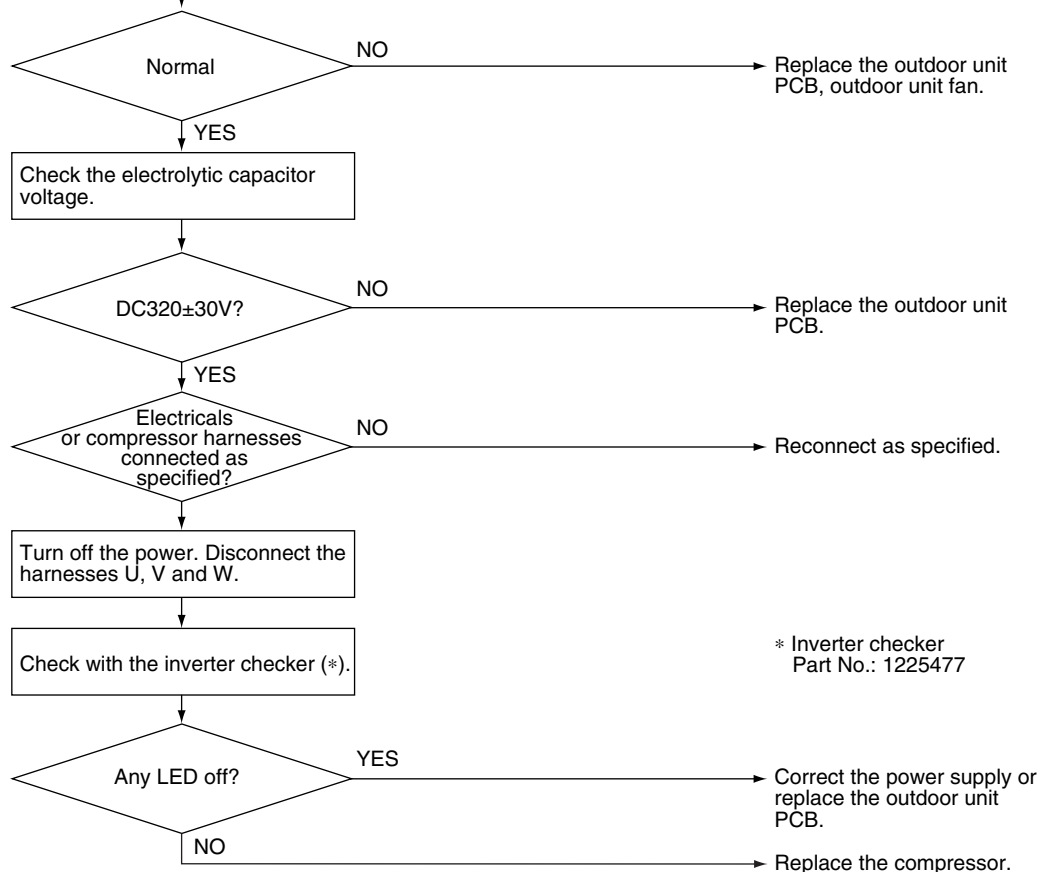 Normal
NO
Replace the outdoor unit
PCB, outdoor unit fan.
YES
Check the electrolytic capacitor
voltage.
DC320±30V?
NO
Replace the outdoor unit
PCB.
YES
Electricals
or compressor harnesses
connected as
specified?
NO
Reconnect as specified.
Turn off the power. Disconnect the
harnesses U, V and W.
Check with the inverter checker (*).
* Inverter checker
Part No.: 1225477
Any LED off?
YES
Correct the power supply or
replace the outdoor unit
PCB.
NO
Replace the compressor.